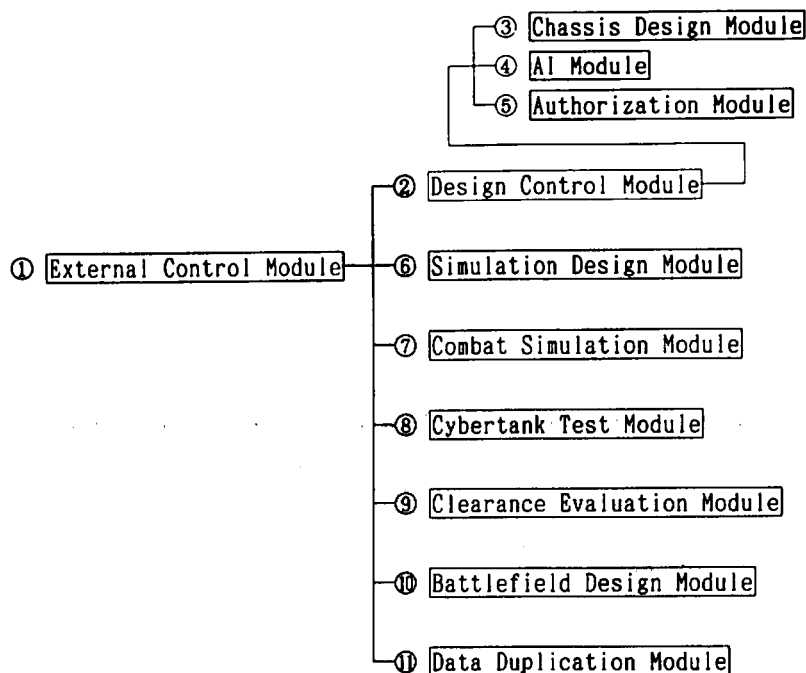 ③ Chassis Design Module
④ AI Module
⑤ Authorization Module
② Design Control Module
① External Control Module
⑥ Simulation Design Module
⑦ Combat Simulation Module
⑧ Cybertank Test Module
⑨ Clearance Evaluation Module
⑩ Battlefield Design Module
⑪ Data Duplication Module